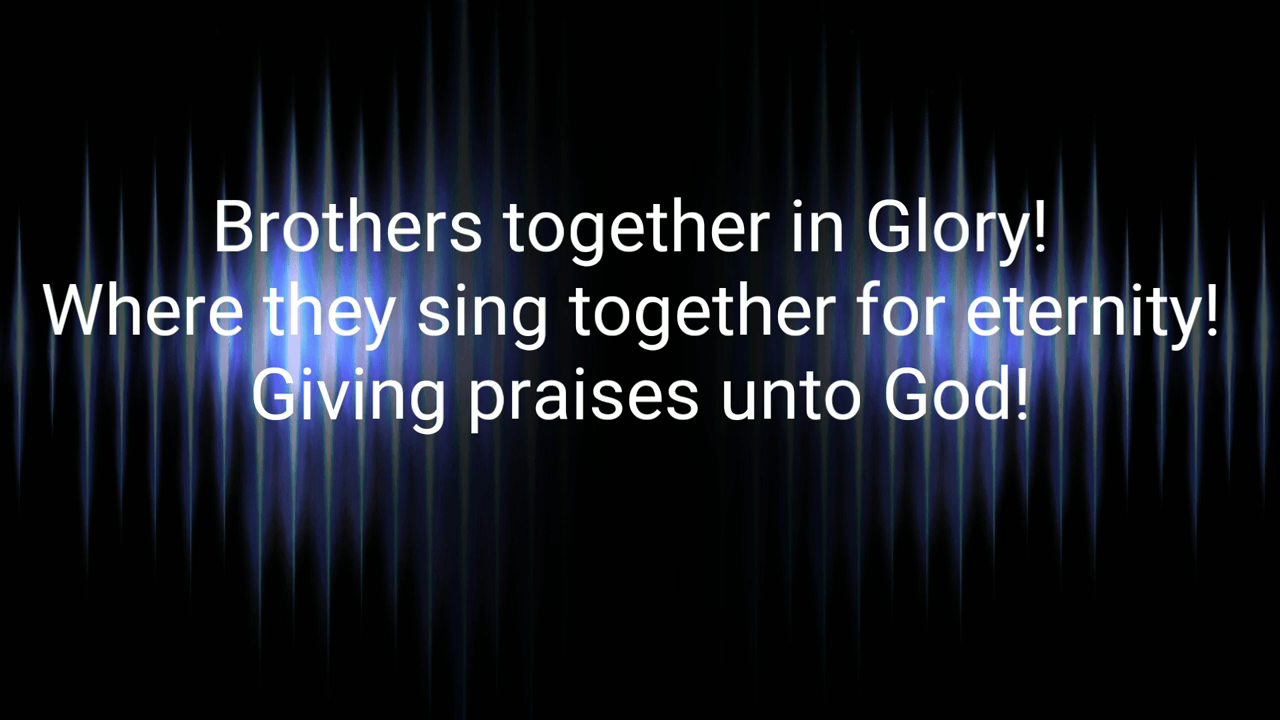 Brothers together in Glory!
Where they sing together for eternity!
Giving praises unto God!